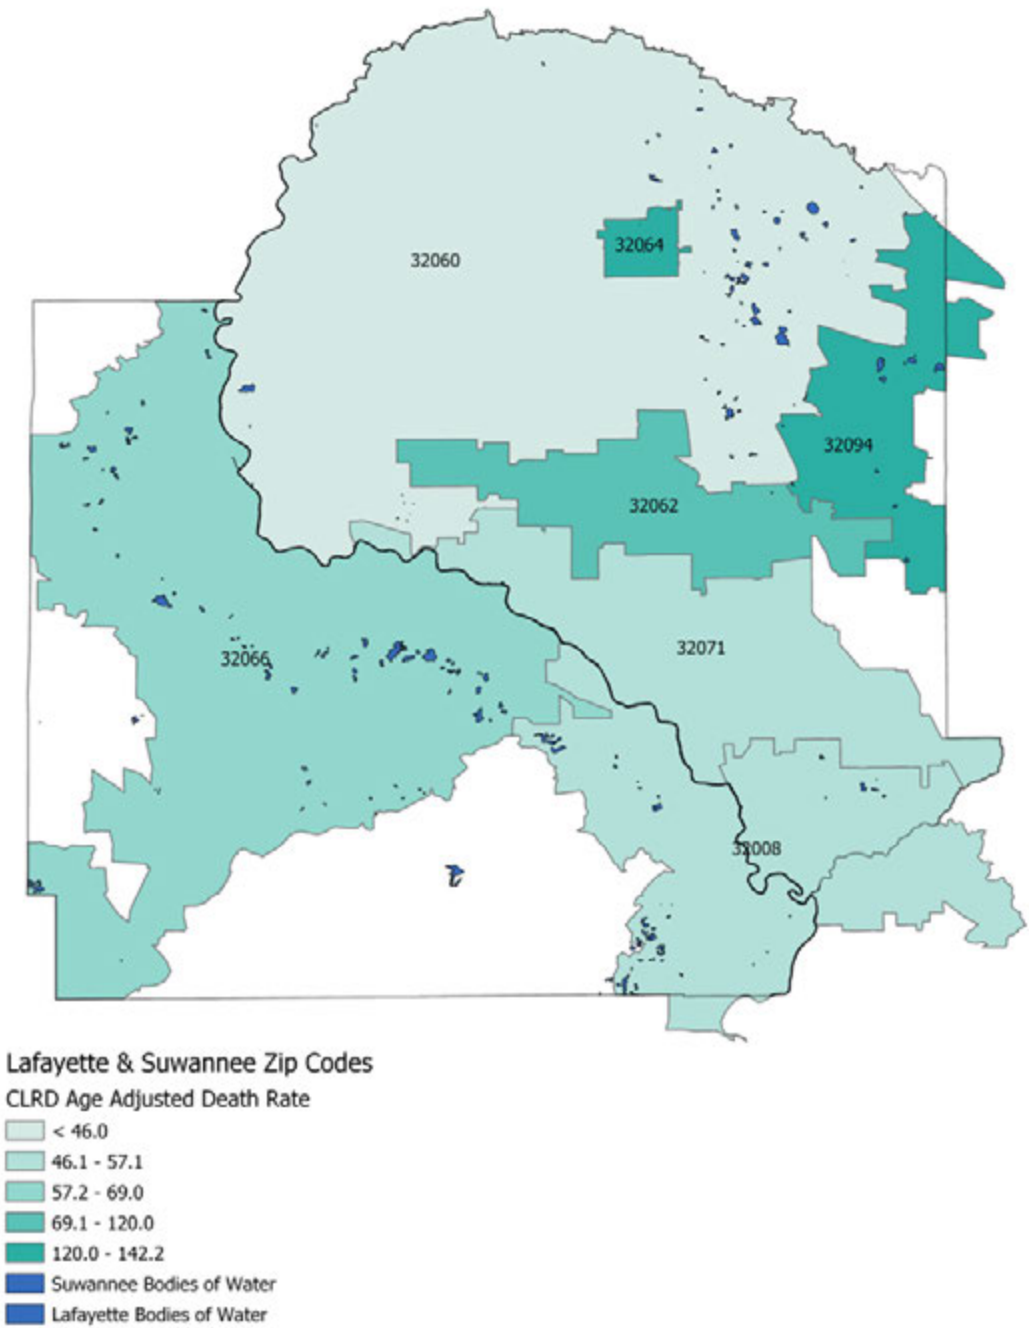 32064
32060
32094
32062
32071
32066
32008
Lafayette & Suwannee Zip Codes
CLRD Age Adjusted Death Rate
< 46.0
46.1 - 57.1
57.2 - 69.0
69.1 - 120.0
120.0 - 142.2
Suwannee Bodies of Water
Lafayette Bodies of Water